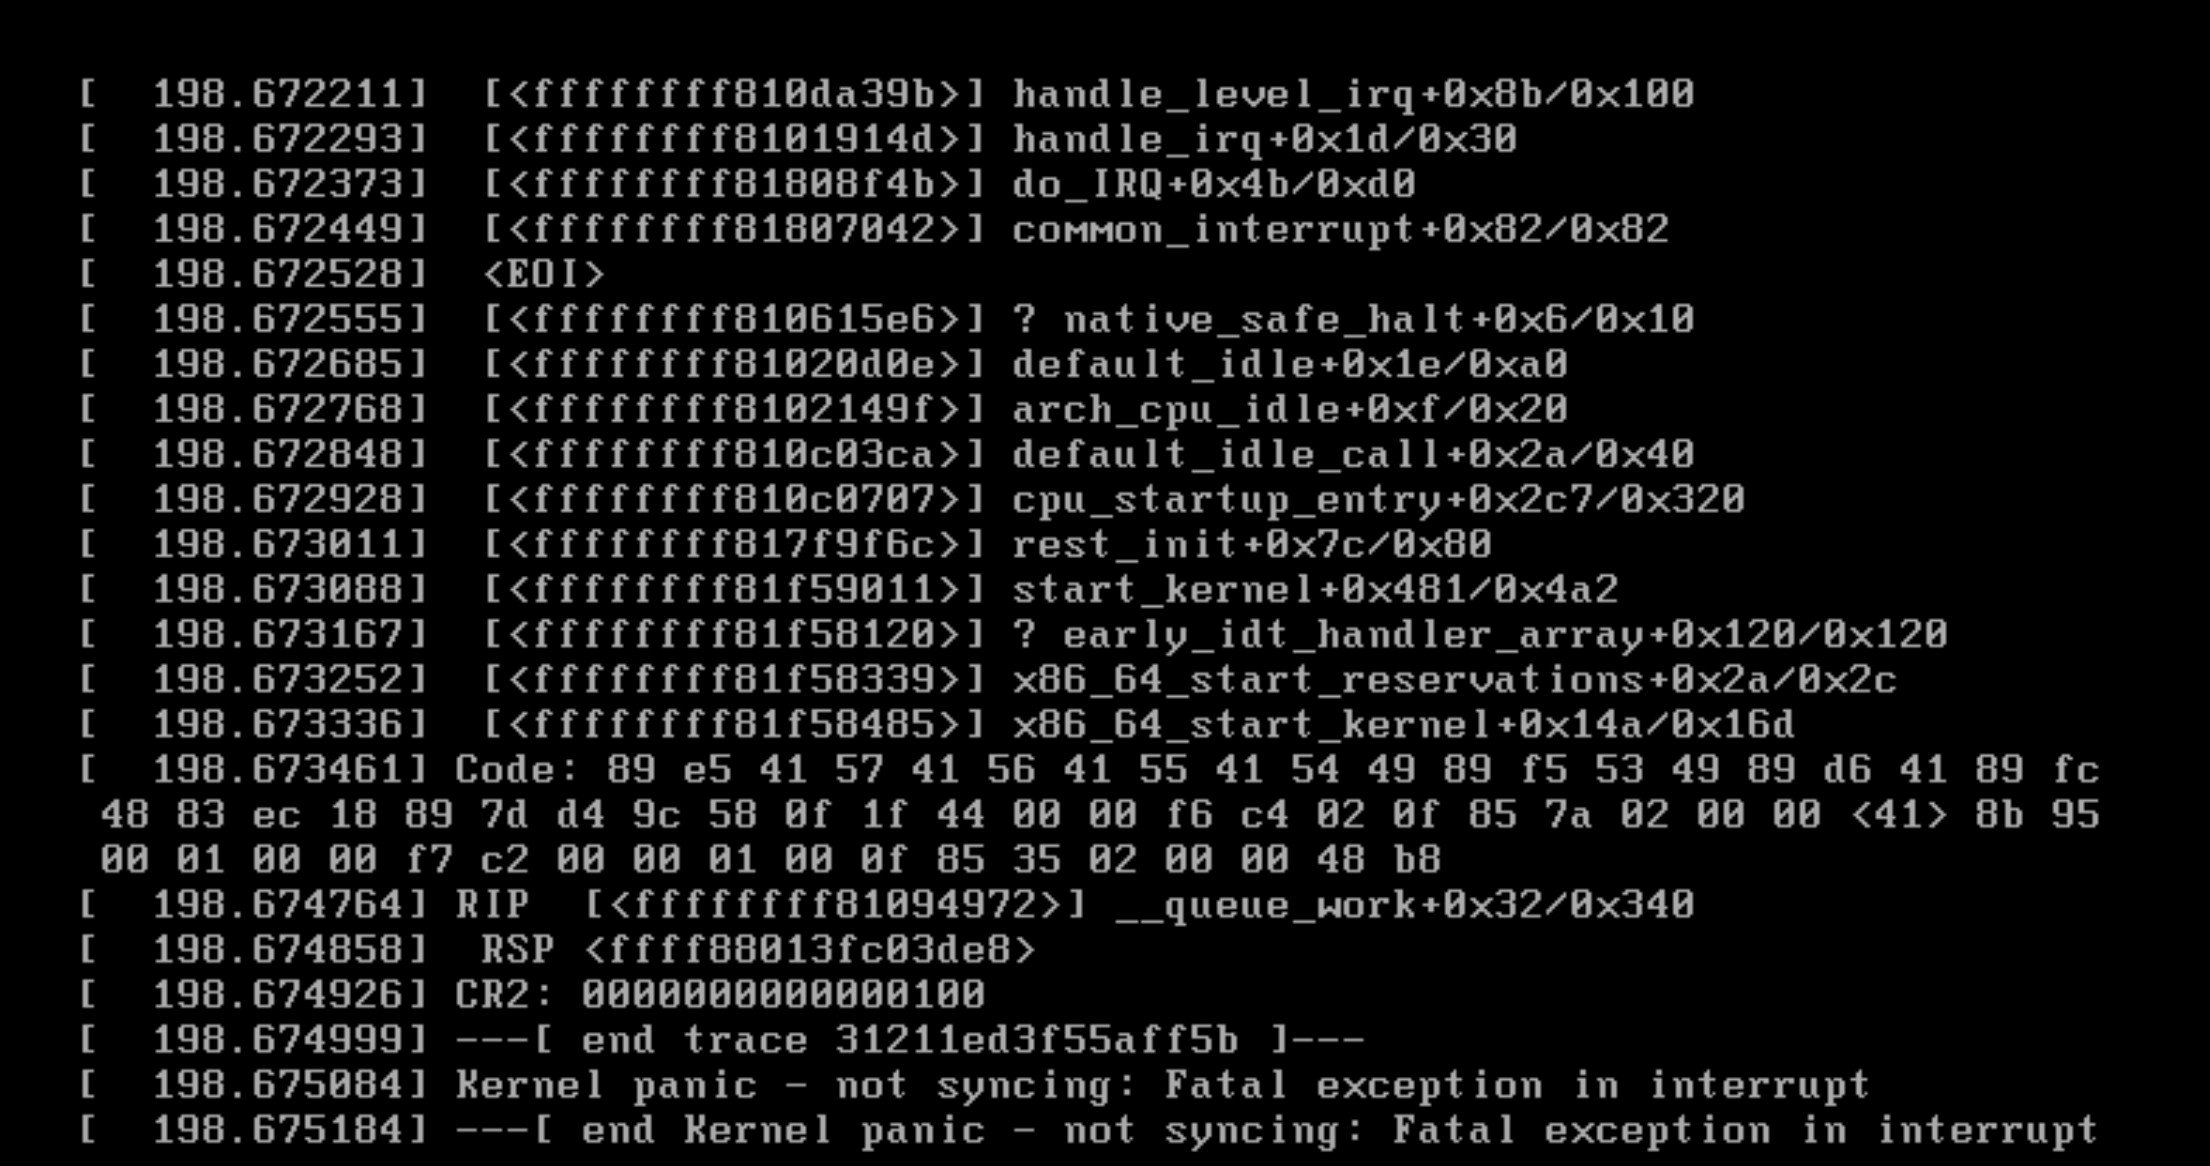 [  198.672211]  [<ffffffff810da39b>] handle_level_irq+0x8b/0x100
[  198.672293]  [<ffffffff8101914d>] handle_irq+0x1d/0x30
[  198.672373]  [<ffffffff81808f4b>] do_IRQ+0x4b/0xd0
[  198.672449]  [<ffffffff81807042>] common_interrupt+0x82/0x82
[  198.672528]  <EOI>
[  198.672555]  [<ffffffff810615e6>] ? native_safe_halt+0x6/0x10
[  198.672685]  [<ffffffff81020d0e>] default_idle+0x1e/0xa0
[  198.672768]  [<ffffffff8102149f>] arch_cpu_idle+0xf/0x20
[  198.672848]  [<ffffffff810c03ca>] default_idle_call+0x2a/0x40
[  198.672928]  [<ffffffff810c0707>] cpu_startup_entry+0x2c7/0x320
[  198.673011]  [<ffffffff817f9f6c>] rest_init+0x7c/0x80
[  198.673088]  [<ffffffff81f59011>] start_kernel+0x481/0x4a2
[  198.673167]  [<ffffffff81f58120>] ? early_idt_handler_array+0x120/0x120
[  198.673252]  [<ffffffff81f58339>] x86_64_start_reservations+0x2a/0x2c
[  198.673336]  [<ffffffff81f58485>] x86_64_start_kernel+0x14a/0x16d
[  198.673461] Code: 89 e5 41 57 41 56 41 55 41 54 49 89 f5 53 49 89 d6 41 89 fc
48 83 ec 18 89 7d d4 9c 58 0f 1f 44 00 00 f6 c4 02 0f 85 7a 02 00 00 <41> 8b 95
00 01 00 00 f7 c2 00 00 01 00 0f 85 35 02 00 00 48 b8
[  198.674764] RIP  [<ffffffff81094972>] __queue_work+0x32/0x340
[  198.674858]  RSP <ffff88013fc03de8>
[  198.674926] CR2: 0000000000000100
[  198.674999] ---[ end trace 31211ed3f55aff5b ]---
[  198.675084] Kernel panic - not syncing: Fatal exception in interrupt
[  198.675184] ---[ end Kernel panic - not syncing: Fatal exception in interrupt